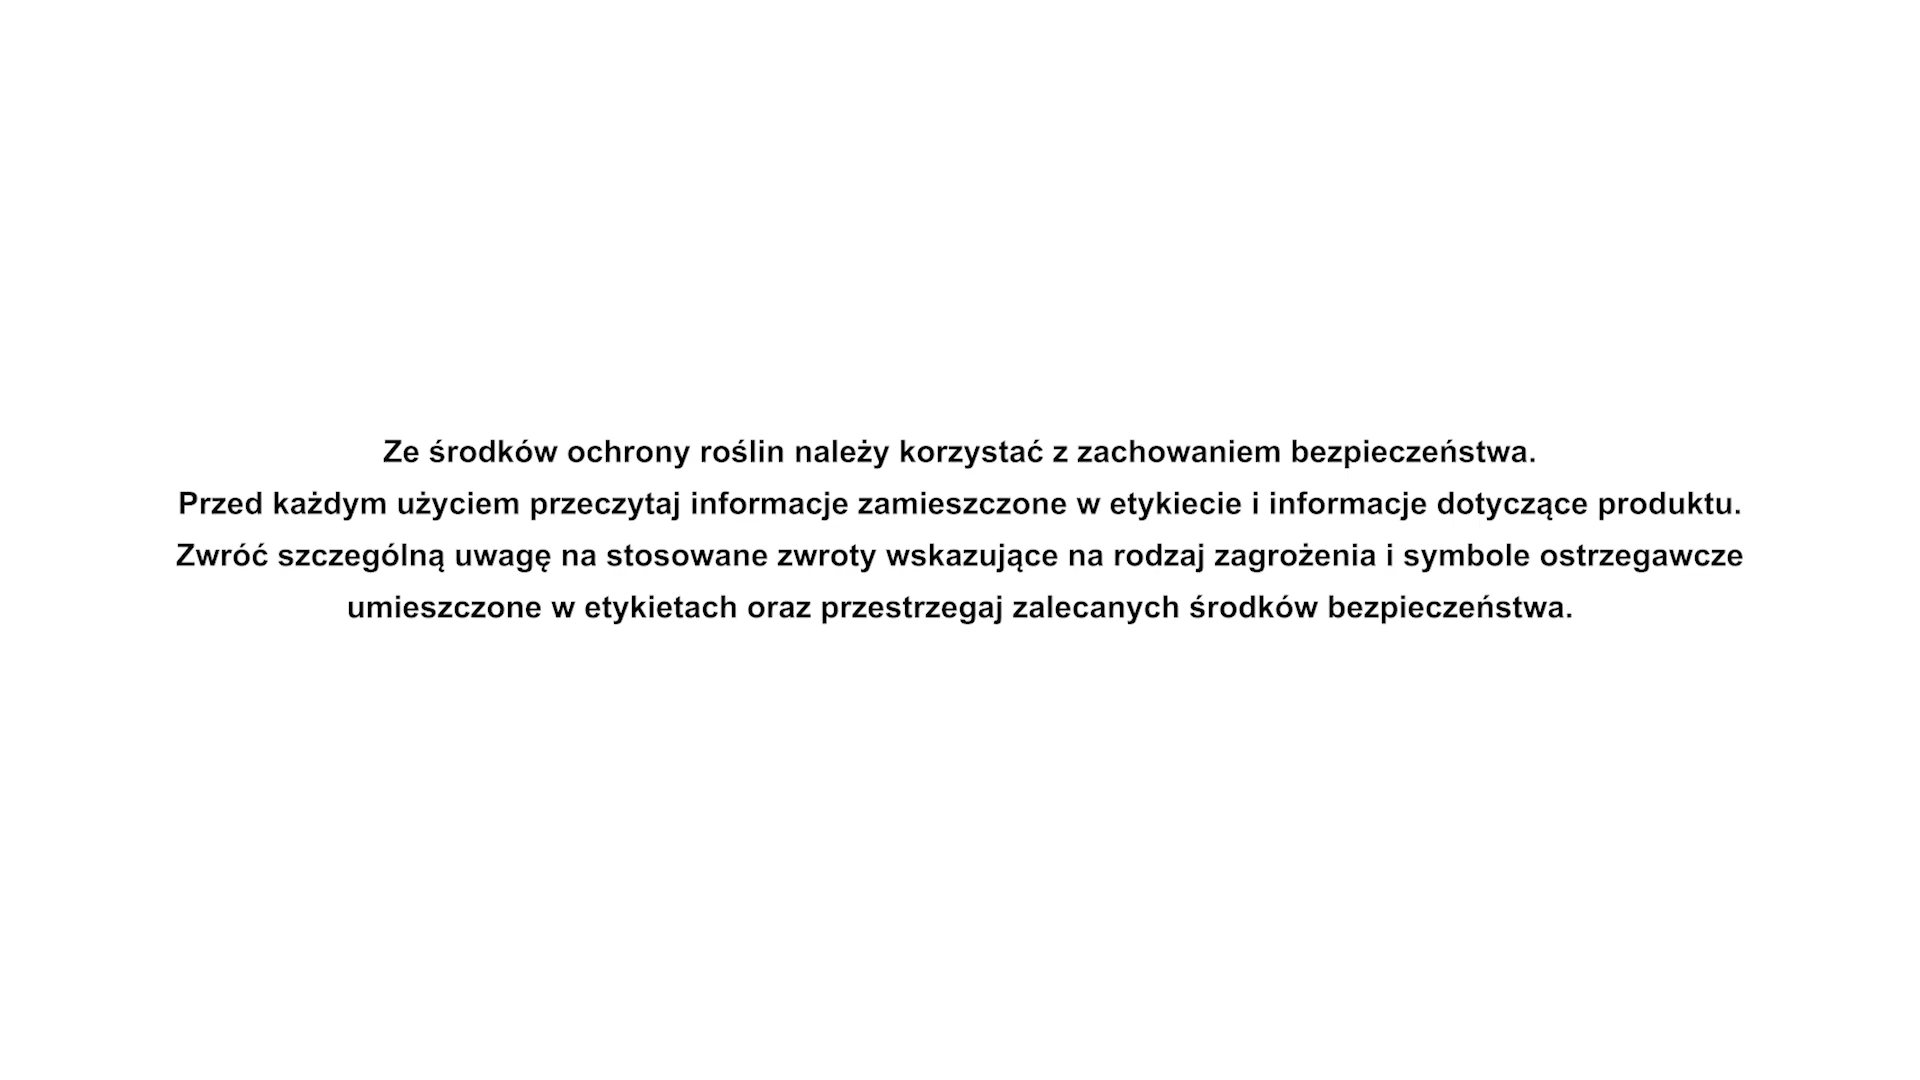 Ze środków ochrony roślin należy korzystać z zachowaniem bezpieczeństwa.
Przed każdym użyciem przeczytaj informacje zamieszczone w etykiecie i informacje dotyczące produktu.
Zwróć szczególną uwagę na stosowane zwroty wskazujące na rodzaj zagrożenia i symbole ostrzegawcze
umieszczone w etykietach oraz przestrzegaj zalecanych środków bezpieczeństwa.